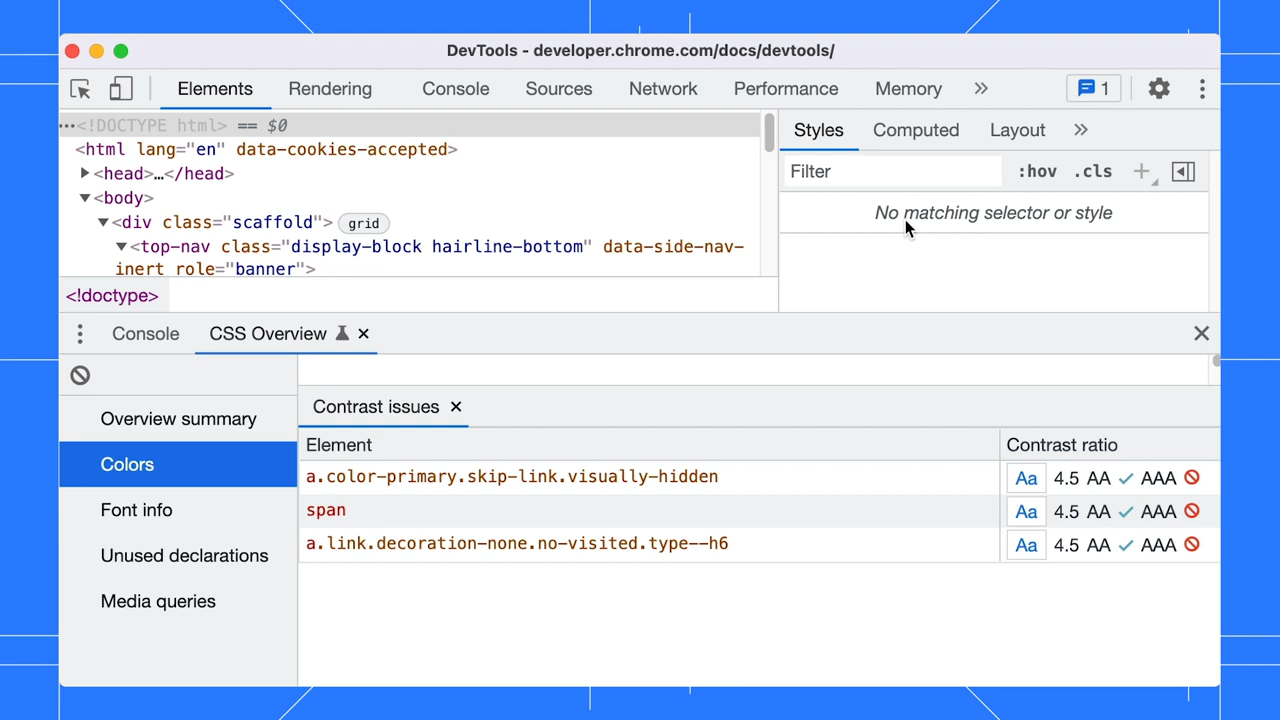 DevTools - developer.chrome.com/docs/devtools/
Elements Rendering Console Sources Network Performance Memory » 1
…<!DOCTYPE html> == $0
<html lang="en" data-cookies-accepted>
<head>…</head>
<body>
<div class="scaffold"> grid
<top-nav class="display-block hairline-bottom" data-side-nav-
inert role="banner">
<!doctype>
Styles Computed Layout »
Filter :hov .cls +
No matching selector or style
Console CSS Overview ×
Overview summary
Colors
Font info
Unused declarations
Media queries
Contrast issues ×
Element Contrast ratio
a.color-primary.skip-link.visually-hidden Aa 4.5 AA ✓ AAA
span Aa 4.5 AA ✓ AAA
a.link.decoration-none.no-visited.type--h6 Aa 4.5 AA ✓ AAA